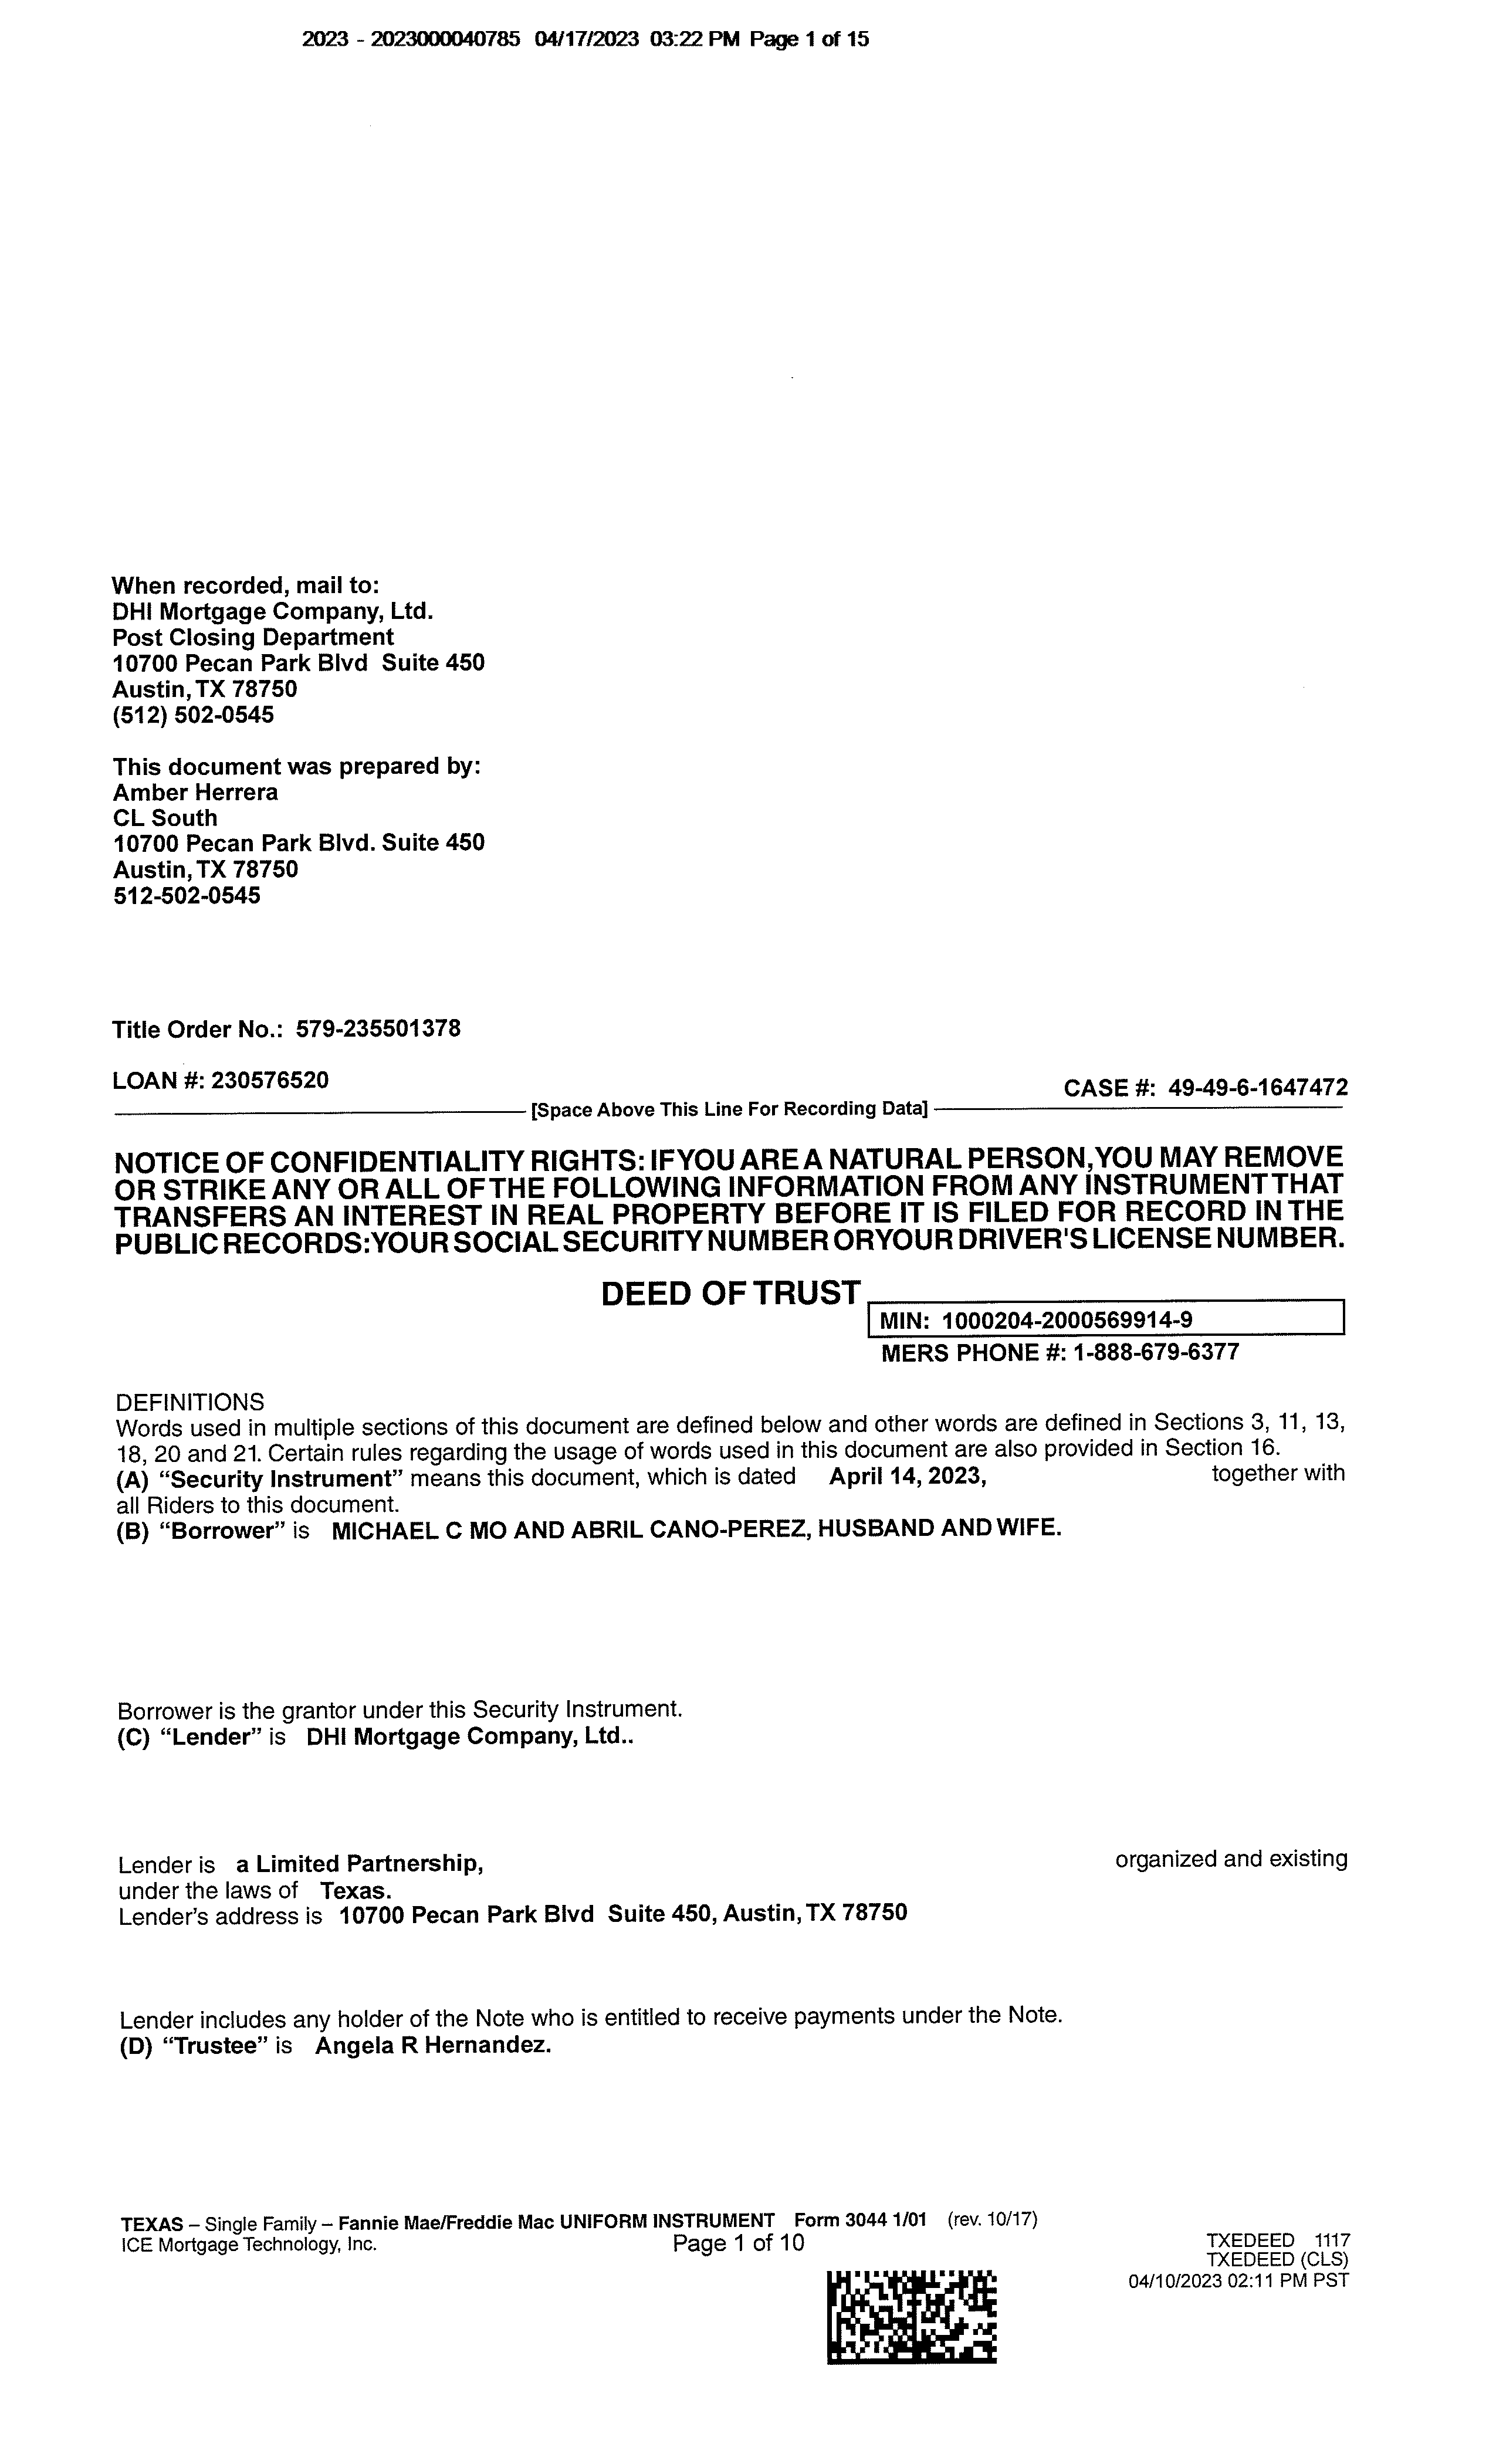 2023 - 2023000040785 04/17/2023 03:22 PM Page 1 of 15
When recorded, mail to:
DHI Mortgage Company, Ltd.
Post Closing Department
10700 Pecan Park Blvd Suite 450
Austin, TX 78750
(512) 502-0545
This document was prepared by:
Amber Herrera
CL South
10700 Pecan Park Blvd. Suite 450
Austin, TX 78750
512-502-0545
Title Order No.: 579-235501378
LOAN #: 230576520
CASE #: 49-49-6-1647472
[Space Above This Line For Recording Data]
NOTICE OF CONFIDENTIALITY RIGHTS: IF YOU ARE A NATURAL PERSON, YOU MAY REMOVE
OR STRIKE ANY OR ALL OF THE FOLLOWING INFORMATION FROM ANY INSTRUMENT THAT
TRANSFERS AN INTEREST IN REAL PROPERTY BEFORE IT IS FILED FOR RECORD IN THE
PUBLIC RECORDS: YOUR SOCIAL SECURITY NUMBER OR YOUR DRIVER'S LICENSE NUMBER.
DEED OF TRUST
MIN: 1000204-2000569914-9
MERS PHONE #: 1-888-679-6377
DEFINITIONS
Words used in multiple sections of this document are defined below and other words are defined in Sections 3, 11, 13,
18, 20 and 21. Certain rules regarding the usage of words used in this document are also provided in Section 16.
(A) “Security Instrument” means this document, which is dated April 14, 2023, together with
all Riders to this document.
(B) “Borrower” is MICHAEL C MO AND ABRIL CANO-PEREZ, HUSBAND AND WIFE.
Borrower is the grantor under this Security Instrument.
(C) “Lender” is DHI Mortgage Company, Ltd..
Lender is a Limited Partnership, organized and existing
under the laws of Texas.
Lender’s address is 10700 Pecan Park Blvd Suite 450, Austin, TX 78750
Lender includes any holder of the Note who is entitled to receive payments under the Note.
(D) “Trustee” is Angela R Hernandez.
TEXAS – Single Family – Fannie Mae/Freddie Mac UNIFORM INSTRUMENT Form 3044 1/01 (rev. 10/17)
ICE Mortgage Technology, Inc. Page 1 of 10
TXEDEED 1117
TXEDEED (CLS)
04/10/2023 02:11 PM PST